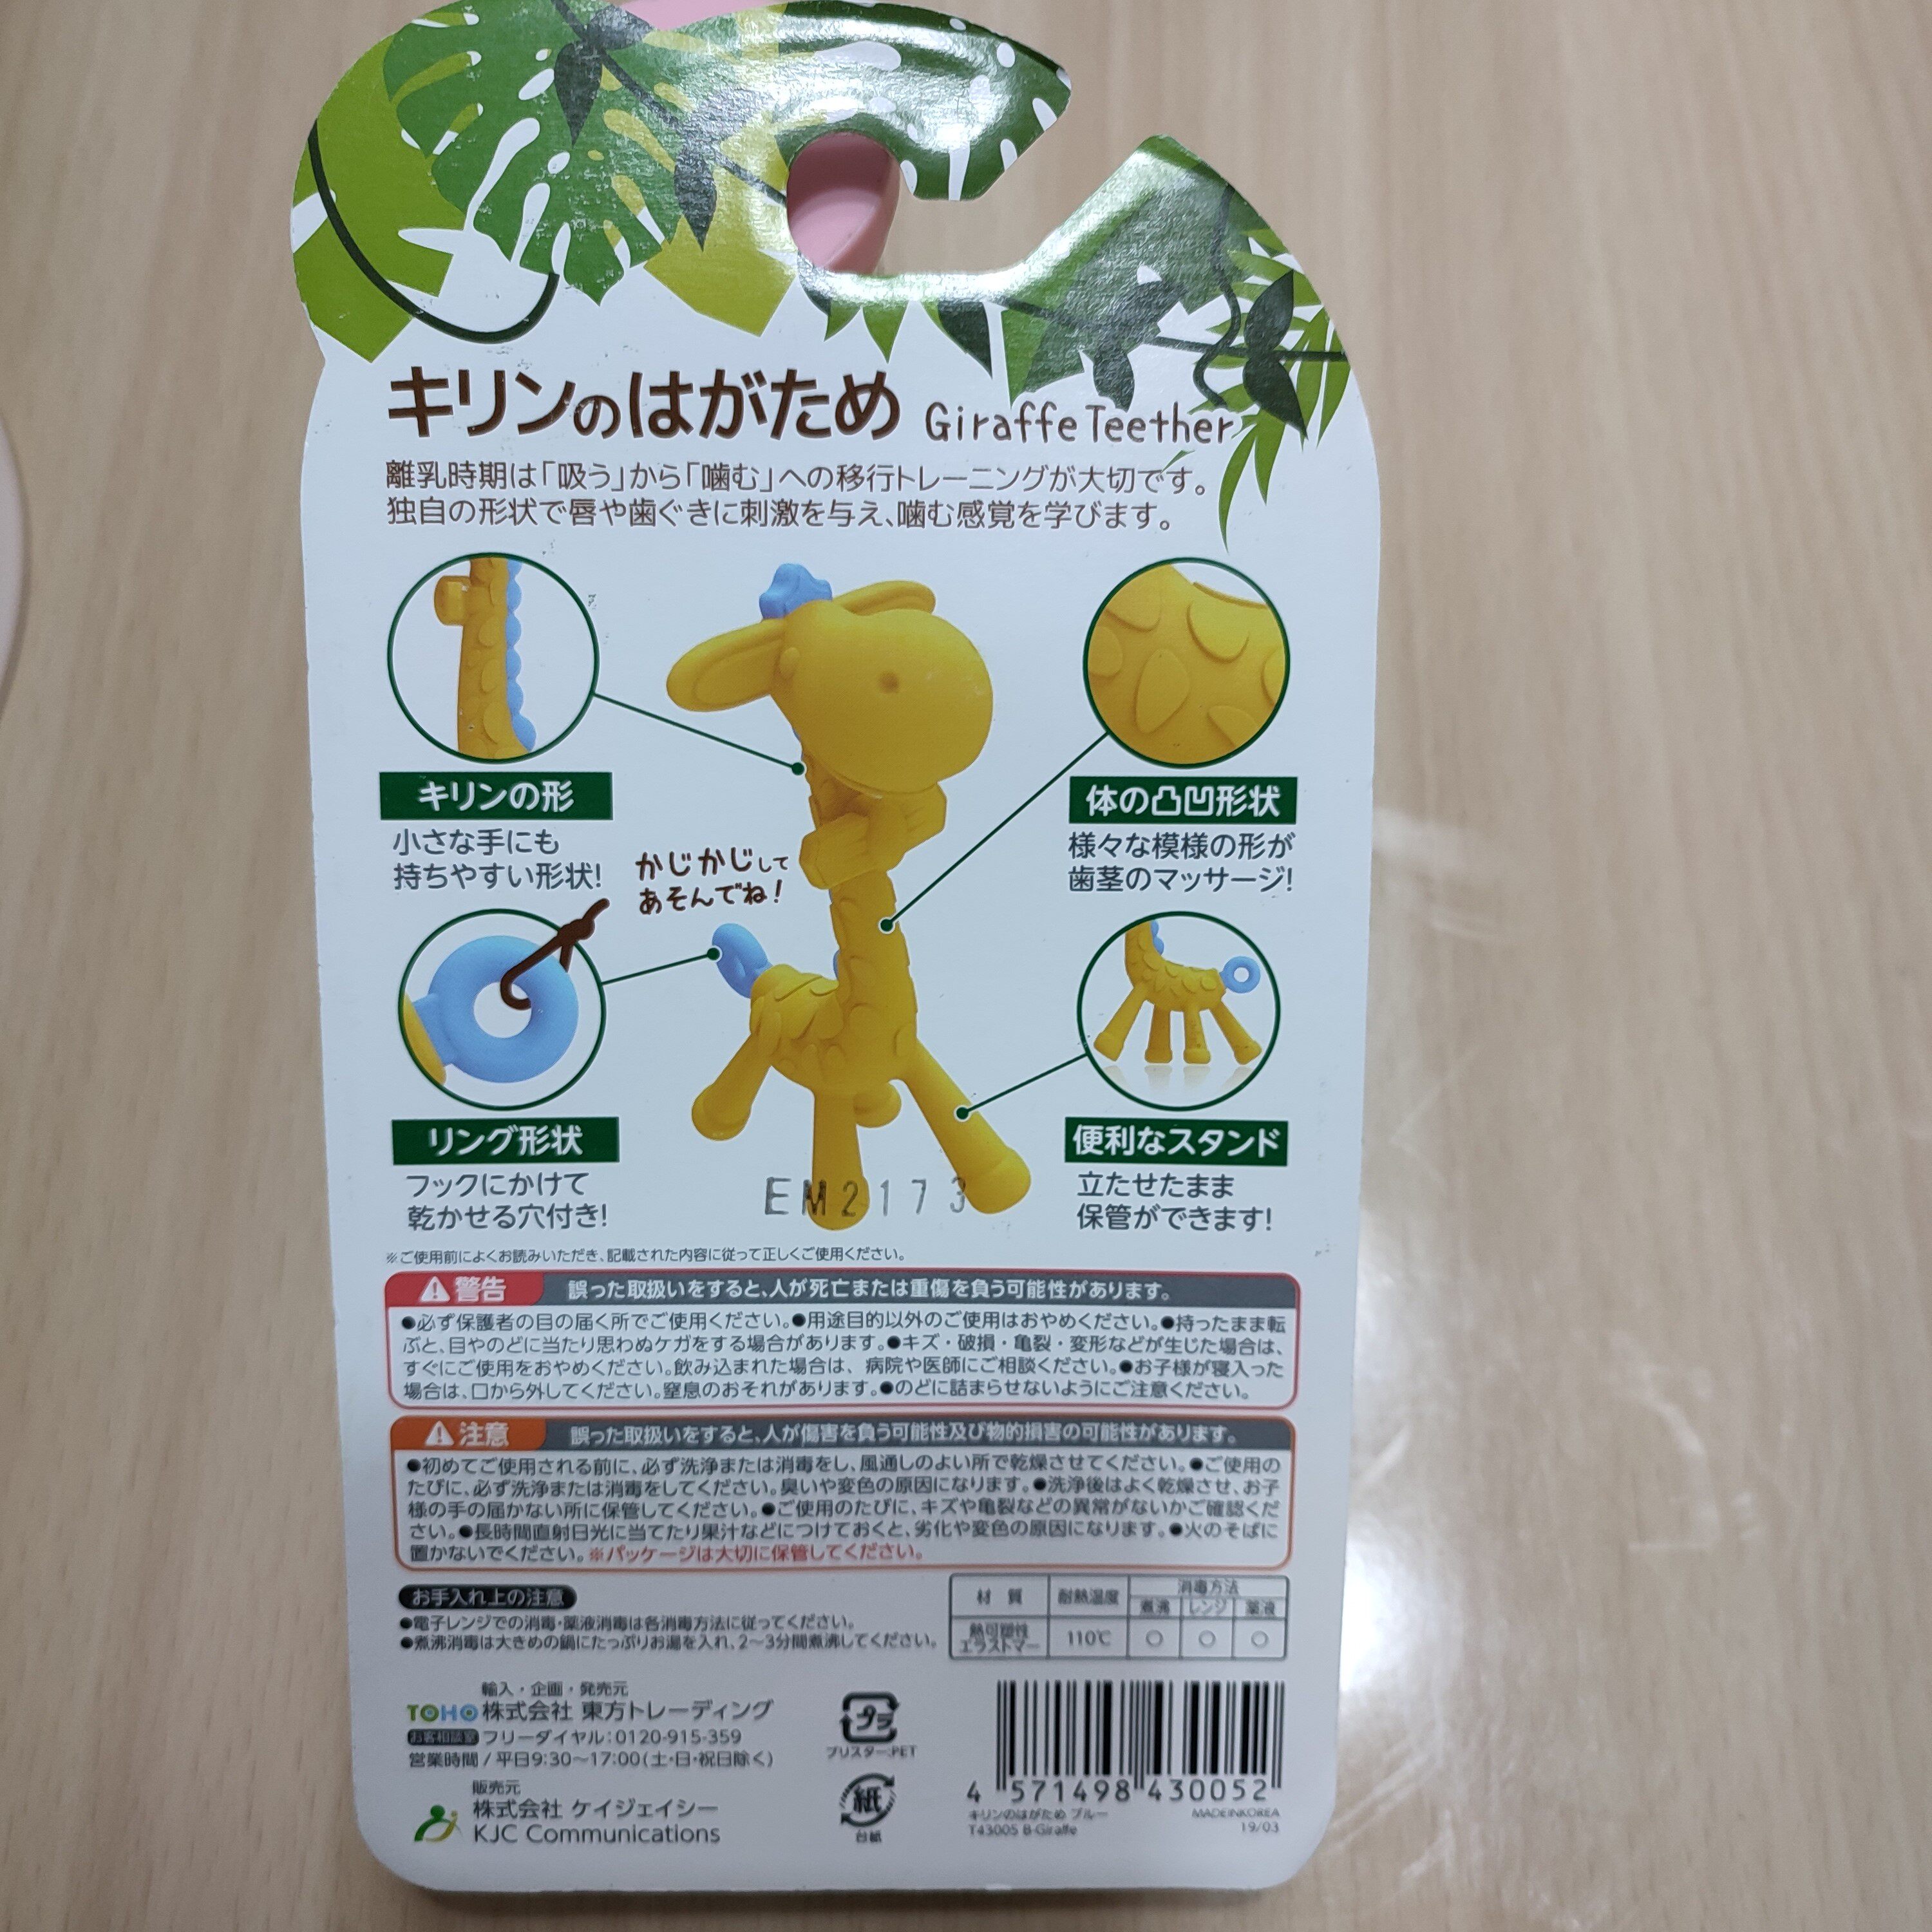 キリンのはがため Giraffe Teether
離乳時期は「吸う」から「噛む」への移行トレーニングが大切です。
独自の形状で唇や歯ぐきに刺激を与え、噛む感覚を学びます。
キリンの形
小さな手にも
持ちやすい形状!
かじかじして
あそんでね!
体の凸凹形状
様々な模様の形が
歯茎のマッサージ!
リング形状
フックにかけて
乾かせる穴付き!
便利なスタンド
立たせたまま
保管ができます!
EM2173
※ご使用前によくお読みいただき、記載された内容に従って正しくご使用ください。
警告 誤った取扱いをすると、人が死亡または重傷を負う可能性があります。
●必ず保護者の目の届く所でご使用ください。●用途目的以外のご使用はおやめください。●持ったまま転
ぶと、目やのどに当たり思わぬケガをする場合があります。●キズ・破損・亀裂・変形などが生じた場合は、
すぐにご使用をおやめください。飲み込まれた場合は、病院や医師にご相談ください。●お子様が寝入った
場合は、口から外してください。窒息のおそれがあります。●のどに詰まらせないようにご注意ください。
注意 誤った取扱いをすると、人が傷害を負う可能性及び物的損害の可能性があります。
●初めてご使用される前に、必ず洗浄または消毒をし、風通しのよい所で乾燥させてください。●ご使用の
たびに、必ず洗浄または消毒をしてください。臭いや変色の原因になります。●洗浄後はよく乾燥させ、お子
様の手の届かない所に保管してください。●ご使用のたびに、キズや亀裂などの異常がないかご確認くだ
さい。●長時間直射日光に当てたり果汁などにつけておくと、劣化や変色の原因になります。●火のそばに
置かないでください。※パッケージは大切に保管してください。
お手入れ上の注意
●電子レンジでの消毒・薬液消毒は各消毒方法に従ってください。
●煮沸消毒は大きめの鍋にたっぷりお湯を入れ、2〜3分間煮沸してください。
材 質 耐熱温度 消毒方法
煮沸 レンジ 薬液
熱可塑性
エラストマー 110℃ ○ ○ ○
輸入・企画・発売元
TOHO 株式会社 東方トレーディング
お客相談室 フリーダイヤル:0120-915-359
営業時間 / 平日9:30〜17:00(土・日・祝日除く)
販売元
株式会社 ケイジェイシー
KJC Communications
プラ
ブリスター:PET
紙
台紙
4 571498 430052
キリンのはがため ブルー MADEINKOREA
T43005 B-Giraffe 19/03